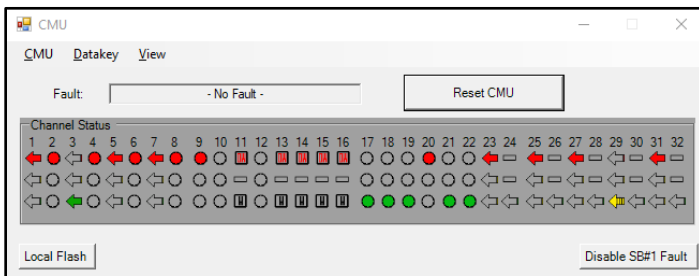 CMU
CMU Datakey View
Fault: - No Fault - Reset CMU
Channel Status
1 2 3 4 5 6 7 8 9 10 11 12 13 14 15 16 17 18 19 20 21 22 23 24 25 26 27 28 29 30 31 32
Local Flash Disable SB#1 Fault